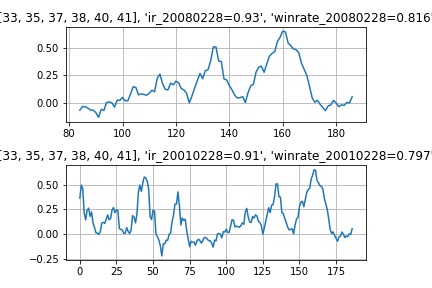 [33, 35, 37, 38, 40, 41], 'ir_20080228=0.93', 'winrate_20080228=0.816'
0.50
0.25
0.00
80 100 120 140 160 180
[33, 35, 37, 38, 40, 41], 'ir_20010228=0.91', 'winrate_20010228=0.797'
0.50
0.25
0.00
−0.25
0 25 50 75 100 125 150 175